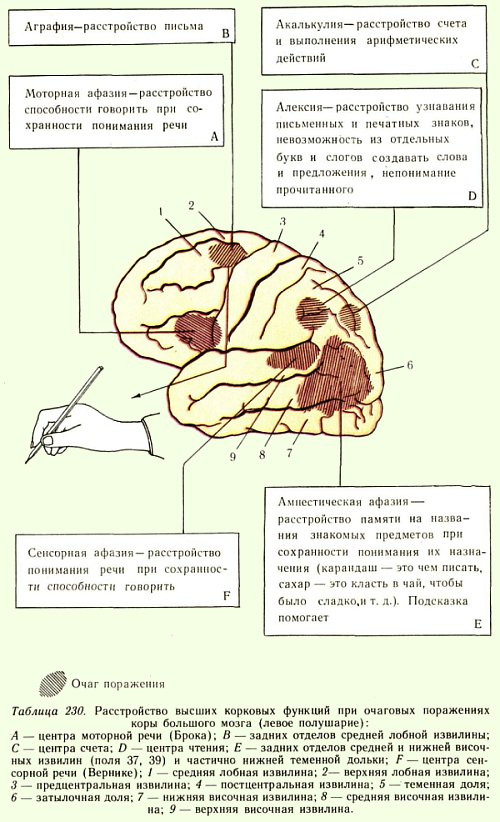 Аграфия—расстройство письма
B
Акалькулия—расстройство счета
и выполнения арифметических
действий
C
Моторная афазия—расстройство
способности говорить при со-
хранности понимания речи
A
Алексия—расстройство узнавания
письменных и печатных знаков,
невозможность из отдельных
букв и слогов создавать слова
и предложения, непонимание
прочитанного
D
1
2
3
4
5
6
7
8
9
Сенсорная афазия—расстройство
понимания речи при сохраннос-
ти способности говорить
F
Амнестическая афазия—
расстройство памяти на назва-
ния знакомых предметов при
сохранности понимания их назна-
чения (карандаш — это чем писать,
сахар — это класть в чай, чтобы
было сладко,и т. д.). Подсказка
помогает
E
Очаг поражения
Таблица 230. Расстройство высших корковых функций при очаговых поражениях
коры большого мозга (левое полушарие):
A — центра моторной речи (Брока); B — задних отделов средней лобной извилины;
C — центра счета; D — центра чтения; E — задних отделов средней и нижней височ-
ных извилин (поля 37, 39) и частично нижней теменной дольки; F — центра сен-
сорной речи (Вернике); 1 — средняя лобная извилина; 2— верхняя лобная извилина;
3 — предцентральная извилина; 4 — постцентральная извилина; 5 — теменная доля;
6 — затылочная доля; 7 — нижняя височная извилина; 8 — средняя височная извили-
на; 9 — верхняя височная извилина.